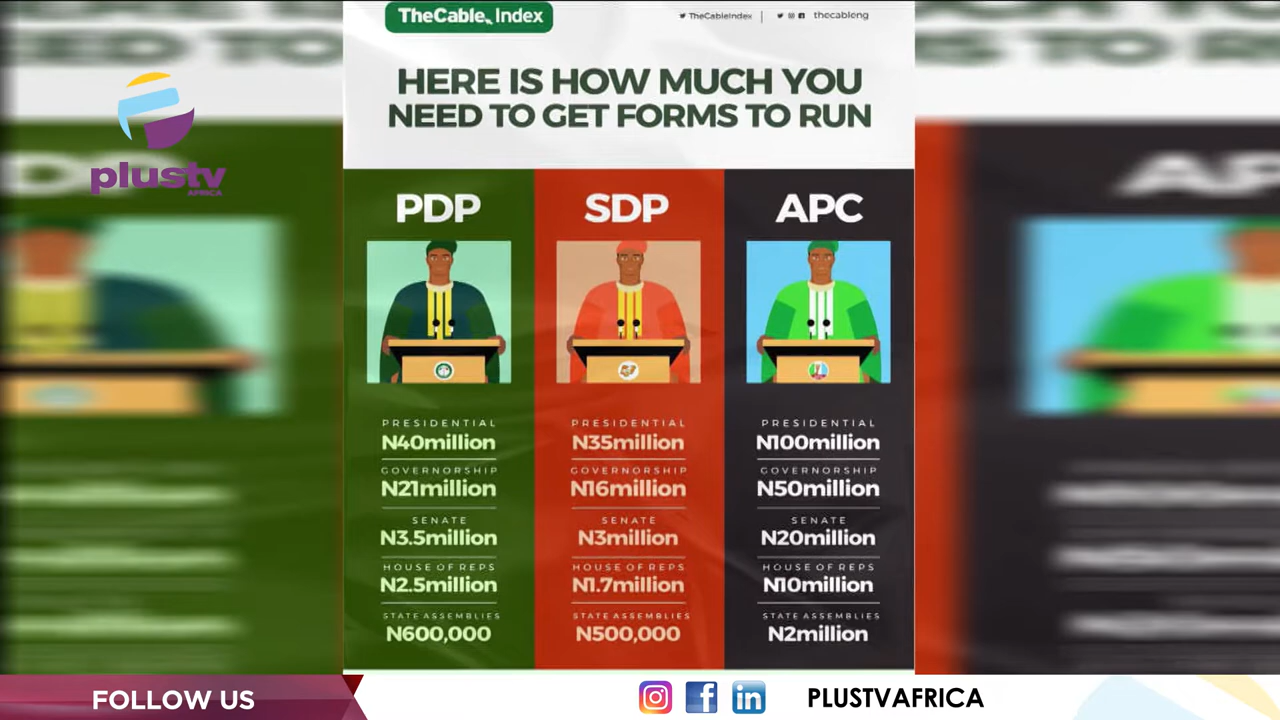 TheCable Index
TheCableIndex | thecableng
HERE IS HOW MUCH YOU
NEED TO GET FORMS TO RUN
plustv
AFRICA
PDP
PRESIDENTIAL
N40million
GOVERNORSHIP
N21million
SENATE
N3.5million
HOUSE OF REPS
N2.5million
STATE ASSEMBLIES
N600,000
SDP
PRESIDENTIAL
N35million
GOVERNORSHIP
N16million
SENATE
N3million
HOUSE OF REPS
N1.7million
STATE ASSEMBLIES
N500,000
APC
PRESIDENTIAL
N100million
GOVERNORSHIP
N50million
SENATE
N20million
HOUSE OF REPS
N10million
STATE ASSEMBLIES
N2million
FOLLOW US
PLUSTVAFRICA